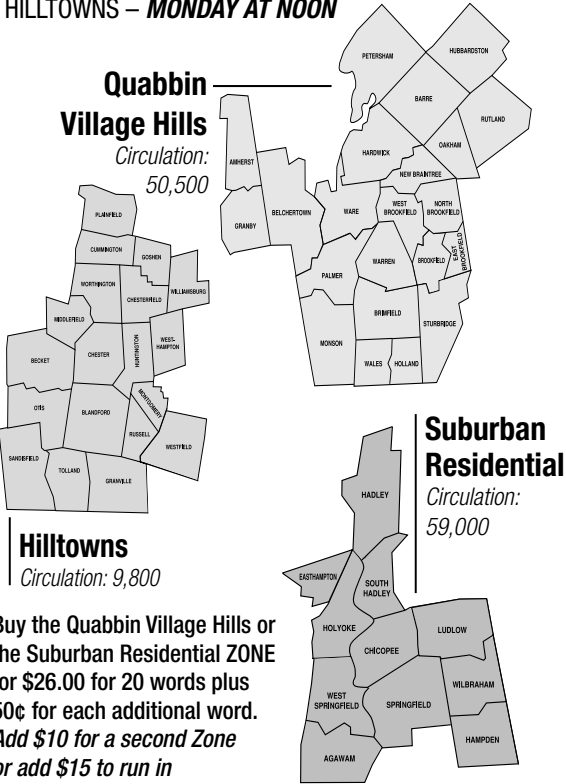 HILLTOWNS – MONDAY AT NOON
Quabbin
Village Hills
Circulation:
50,500
PETERSHAM
HUBBARDSTON
BARRE
RUTLAND
OAKHAM
HARDWICK
NEW BRAINTREE
AMHERST
BELCHERTOWN
GRANBY
WARE
WEST
BROOKFIELD
NORTH
BROOKFIELD
EAST
BROOKFIELD
BROOKFIELD
WARREN
PALMER
BRIMFIELD
STURBRIDGE
MONSON
WALES
HOLLAND
PLAINFIELD
CUMMINGTON
GOSHEN
WORTHINGTON
CHESTERFIELD
WILLIAMSBURG
MIDDLEFIELD
BECKET
CHESTER
HUNTINGTON
WEST-
HAMPTON
OTIS
BLANDFORD
MONTGOMERY
RUSSELL
WESTFIELD
SANDISFIELD
TOLLAND
GRANVILLE
Hilltowns
Circulation: 9,800
Suburban
Residential
Circulation:
59,000
HADLEY
EASTHAMPTON
SOUTH
HADLEY
HOLYOKE
CHICOPEE
LUDLOW
WEST
SPRINGFIELD
SPRINGFIELD
WILBRAHAM
HAMPDEN
AGAWAM
Buy the Quabbin Village Hills or
the Suburban Residential ZONE
for $26.00 for 20 words plus
50¢ for each additional word.
Add $10 for a second Zone
or add $15 to run in